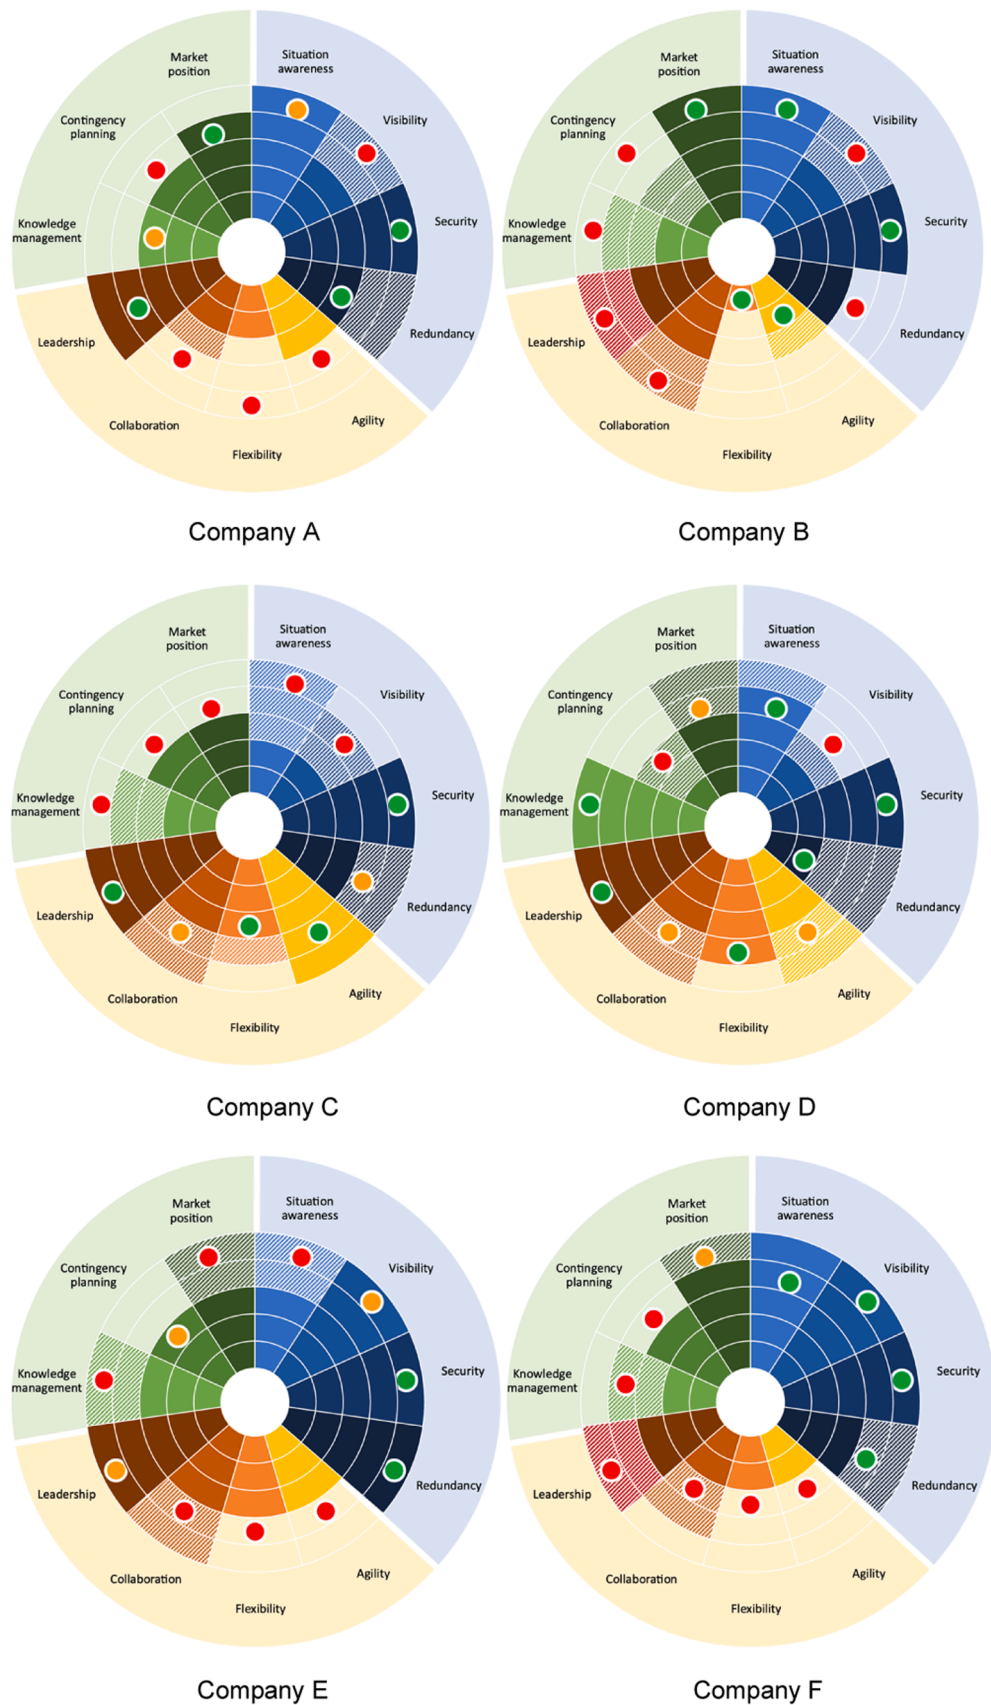 Market
position
Situation
awareness
Contingency
planning
Visibility
Knowledge
management
Security
Leadership
Redundancy
Collaboration
Agility
Flexibility
Company A
Market
position
Situation
awareness
Contingency
planning
Visibility
Knowledge
management
Security
Leadership
Redundancy
Collaboration
Agility
Flexibility
Company B
Market
position
Situation
awareness
Contingency
planning
Visibility
Knowledge
management
Security
Leadership
Redundancy
Collaboration
Agility
Flexibility
Company C
Market
position
Situation
awareness
Contingency
planning
Visibility
Knowledge
management
Security
Leadership
Redundancy
Collaboration
Agility
Flexibility
Company D
Market
position
Situation
awareness
Contingency
planning
Visibility
Knowledge
management
Security
Leadership
Redundancy
Collaboration
Agility
Flexibility
Company E
Market
position
Situation
awareness
Contingency
planning
Visibility
Knowledge
management
Security
Leadership
Redundancy
Collaboration
Agility
Flexibility
Company F